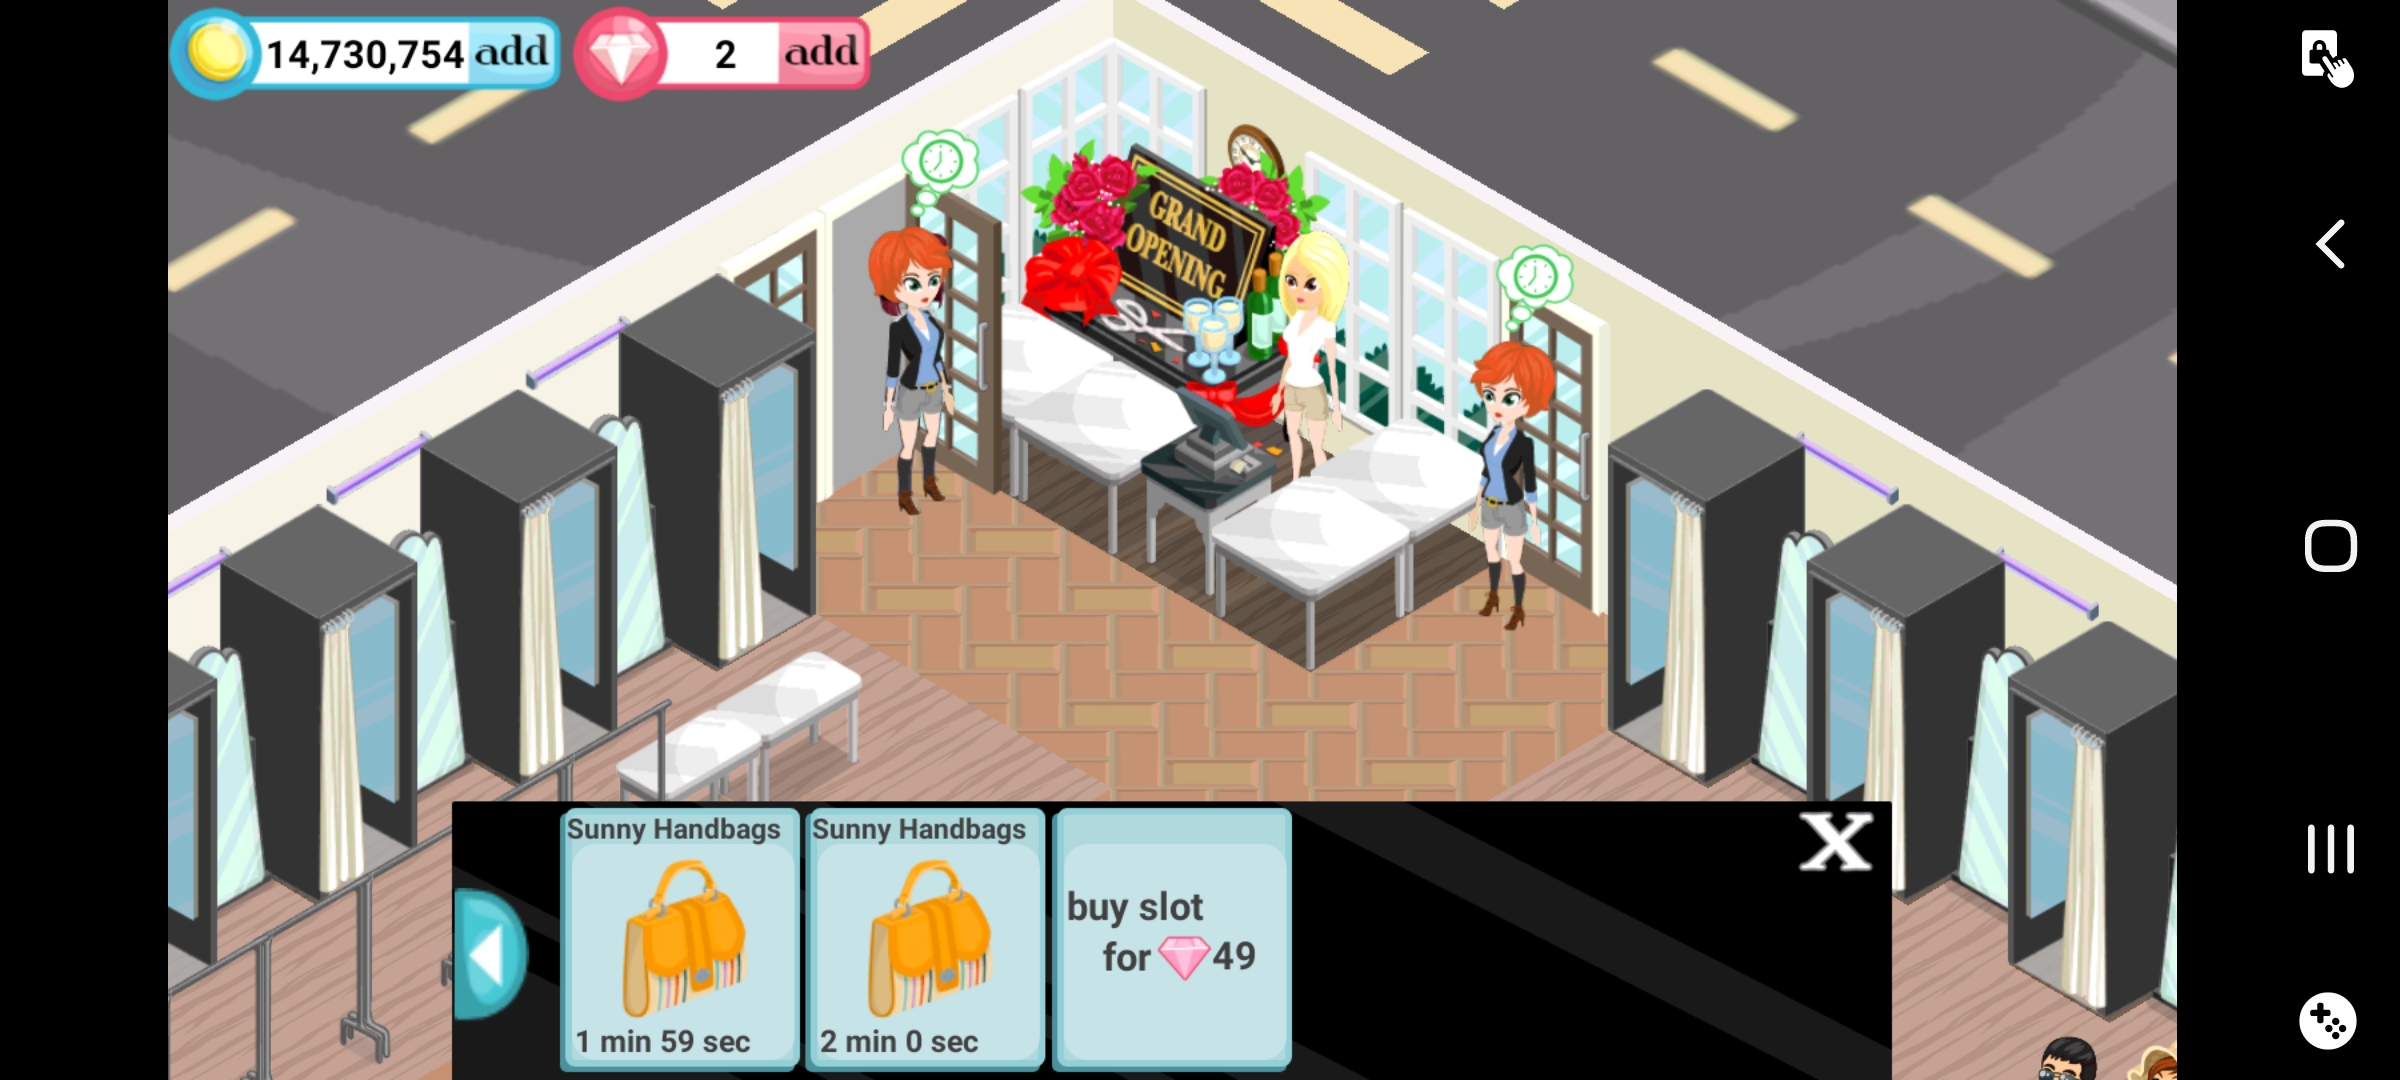 14,730,754 add
2 add
GRAND
OPENING
Sunny Handbags
1 min 59 sec
Sunny Handbags
2 min 0 sec
buy slot
for 49
X